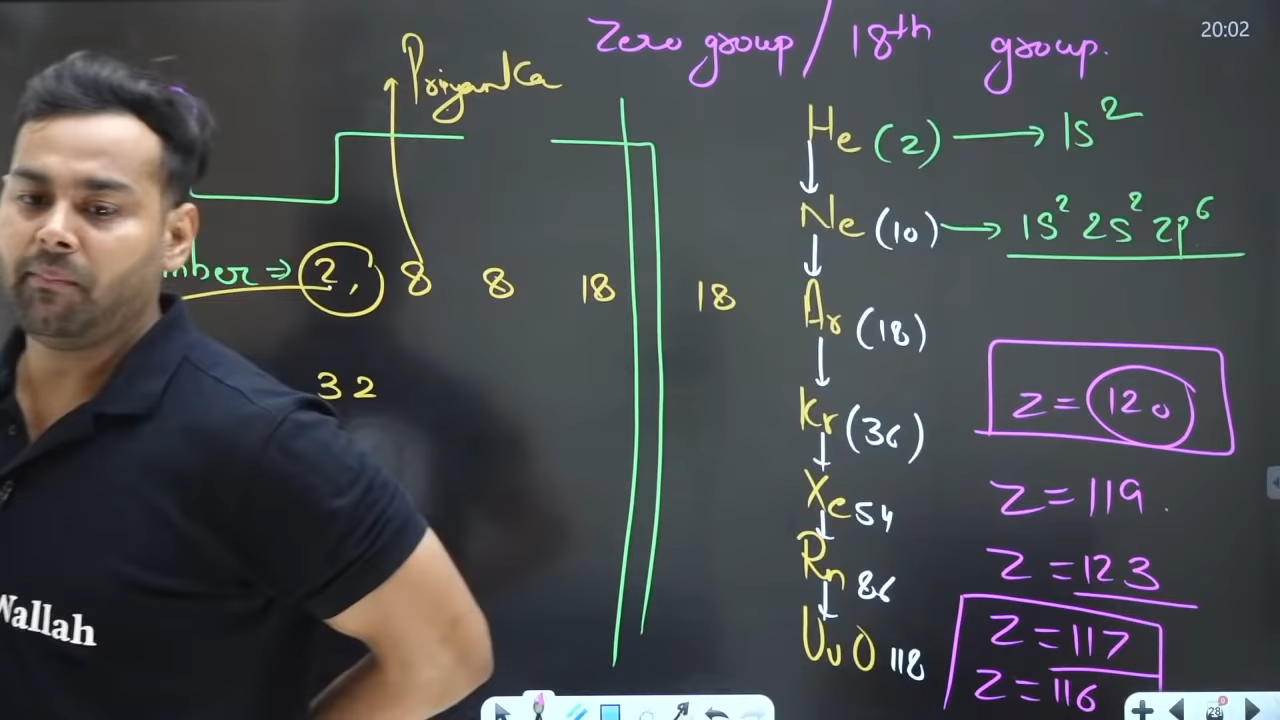 20:02
Zero group / 18th group.
Priyanka
He (2) → 1s²
Ne (10) → 1s² 2s² 2p⁶
mber ⇒ 2, 8 8 18 18
Ar (18)
32
Kr (36)
Z = 120
Xe 54
Z = 119
Rn 86
Z = 123
UuO 118
Z = 117
Z = 116
Wallah
28